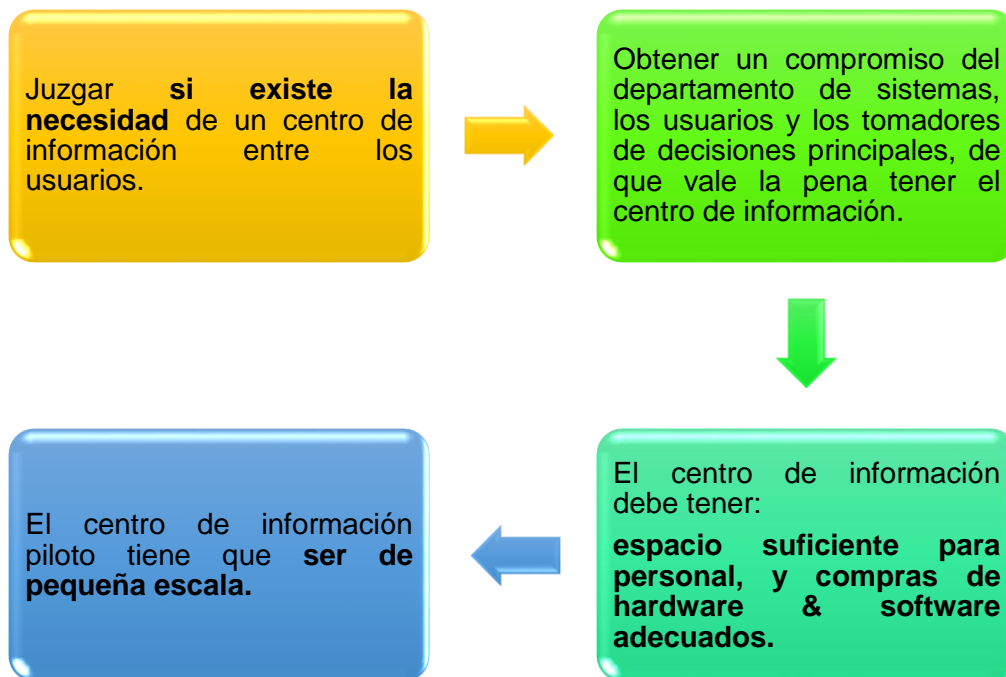 Juzgar si existe la
necesidad de un centro de
información entre los
usuarios.
Obtener un compromiso del
departamento de sistemas,
los usuarios y los tomadores
de decisiones principales, de
que vale la pena tener el
centro de información.
El centro de información
debe tener:
espacio suficiente para
personal, y compras de
hardware & software
adecuados.
El centro de información
piloto tiene que ser de
pequeña escala.